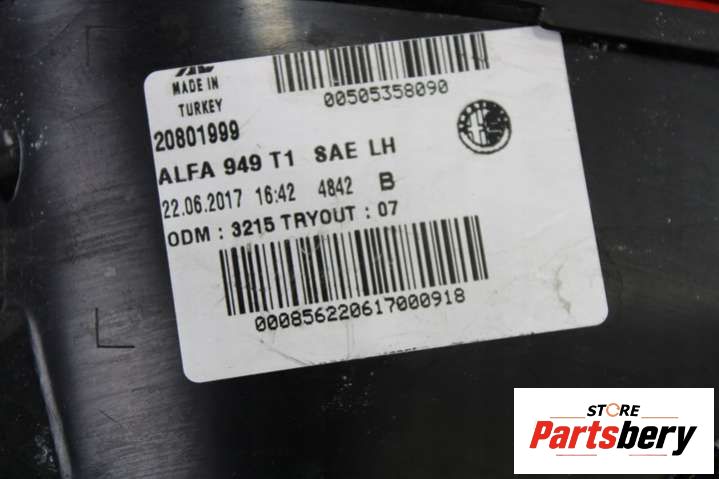 MADE IN
TURKEY
00505358090
20801999
ALFA 949 T1 SAE LH
22.06.2017 16:42 4842 B
ODM : 3215 TRYOUT : 07
000856220617000918
STORE
Partsbery